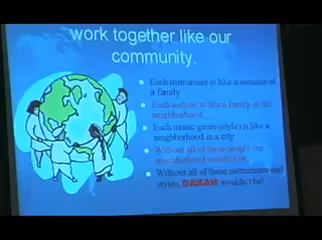 work together like our
community.
Each instrument is like a member of
a family
Each section is like a family in the
neighborhood
Each music genre (style) is like a
neighborhood in a city
Without all of these people our
neighborhood wouldn't be.
Without all of these instruments and
styles, DAKAH wouldn't be!